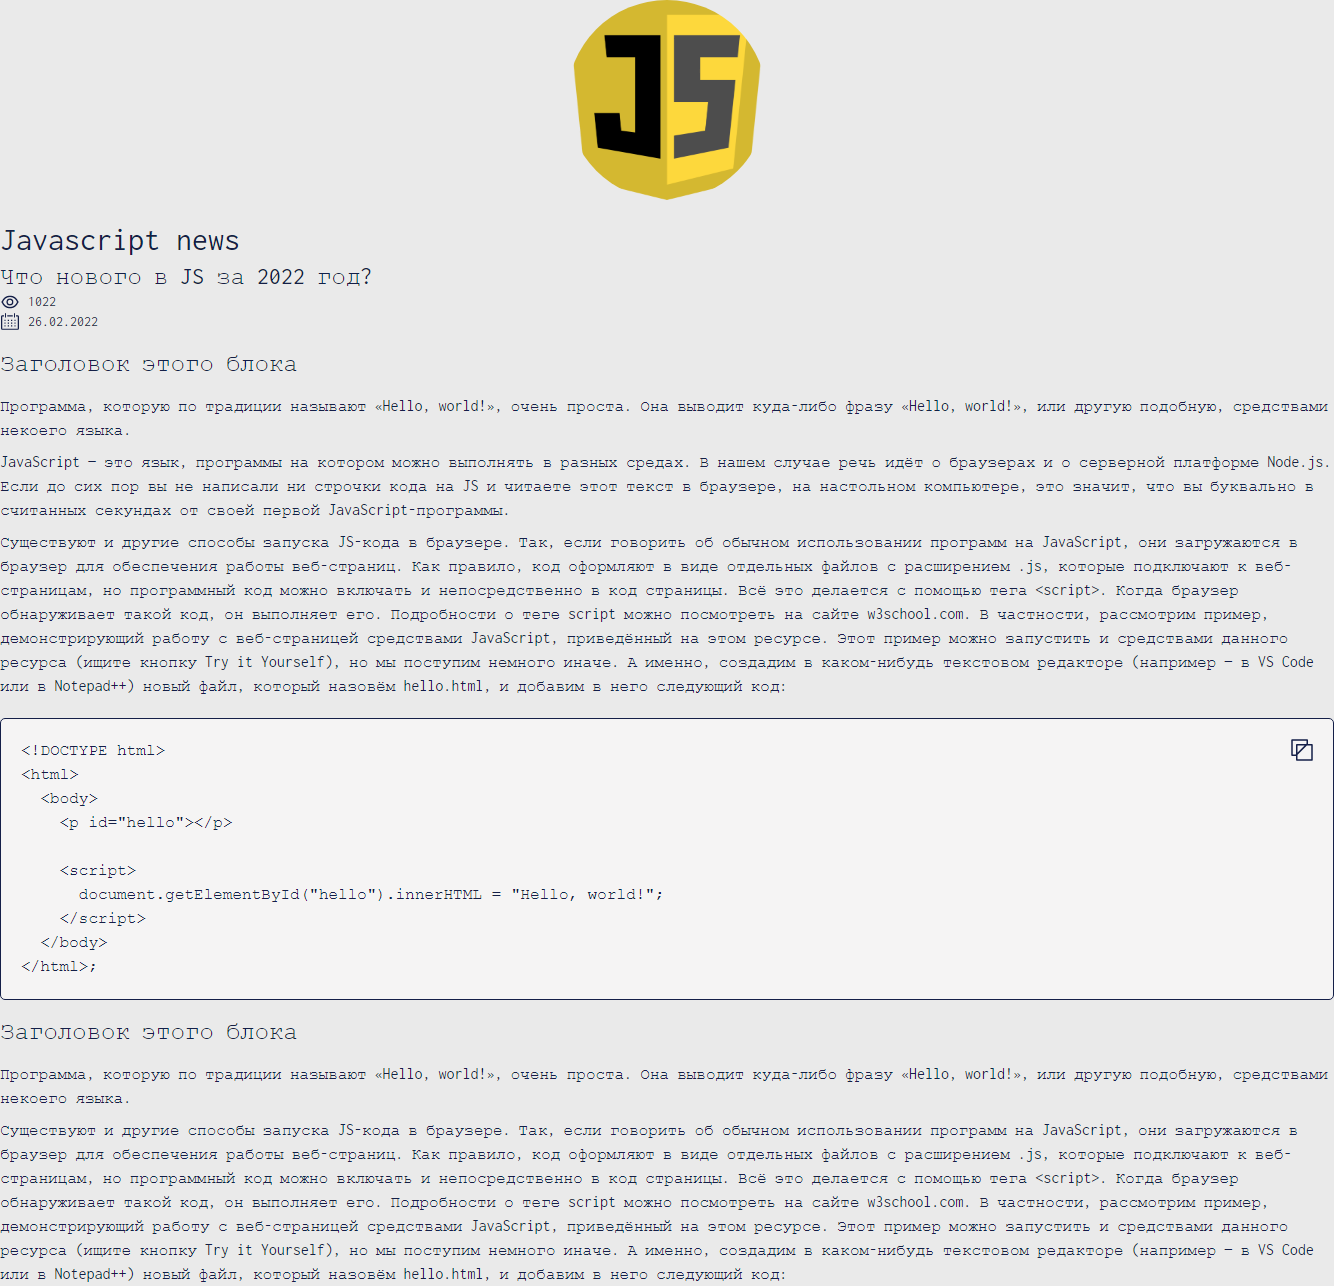 JS
Javascript news
Что нового в JS за 2022 год?
1022
26.02.2022
Заголовок этого блока
Программа, которую по традиции называют «Hello, world!», очень проста. Она выводит куда-либо фразу «Hello, world!», или другую подобную, средствами
некоего языка.
JavaScript — это язык, программы на котором можно выполнять в разных средах. В нашем случае речь идёт о браузерах и о серверной платформе Node.js.
Если до сих пор вы не написали ни строчки кода на JS и читаете этот текст в браузере, на настольном компьютере, это значит, что вы буквально в
считанных секундах от своей первой JavaScript-программы.
Существуют и другие способы запуска JS-кода в браузере. Так, если говорить об обычном использовании программ на JavaScript, они загружаются в
браузер для обеспечения работы веб-страниц. Как правило, код оформляют в виде отдельных файлов с расширением .js, которые подключают к веб-
страницам, но программный код можно включать и непосредственно в код страницы. Всё это делается с помощью тега <script>. Когда браузер
обнаруживает такой код, он выполняет его. Подробности о теге script можно посмотреть на сайте w3school.com. В частности, рассмотрим пример,
демонстрирующий работу с веб-страницей средствами JavaScript, приведённый на этом ресурсе. Этот пример можно запустить и средствами данного
ресурса (ищите кнопку Try it Yourself), но мы поступим немного иначе. А именно, создадим в каком-нибудь текстовом редакторе (например — в VS Code
или в Notepad++) новый файл, который назовём hello.html, и добавим в него следующий код:
<!DOCTYPE html>
<html>
  <body>
    <p id="hello"></p>
    <script>
      document.getElementById("hello").innerHTML = "Hello, world!";
    </script>
  </body>
</html>;
Заголовок этого блока
Программа, которую по традиции называют «Hello, world!», очень проста. Она выводит куда-либо фразу «Hello, world!», или другую подобную, средствами
некоего языка.
Существуют и другие способы запуска JS-кода в браузере. Так, если говорить об обычном использовании программ на JavaScript, они загружаются в
браузер для обеспечения работы веб-страниц. Как правило, код оформляют в виде отдельных файлов с расширением .js, которые подключают к веб-
страницам, но программный код можно включать и непосредственно в код страницы. Всё это делается с помощью тега <script>. Когда браузер
обнаруживает такой код, он выполняет его. Подробности о теге script можно посмотреть на сайте w3school.com. В частности, рассмотрим пример,
демонстрирующий работу с веб-страницей средствами JavaScript, приведённый на этом ресурсе. Этот пример можно запустить и средствами данного
ресурса (ищите кнопку Try it Yourself), но мы поступим немного иначе. А именно, создадим в каком-нибудь текстовом редакторе (например — в VS Code
или в Notepad++) новый файл, который назовём hello.html, и добавим в него следующий код: